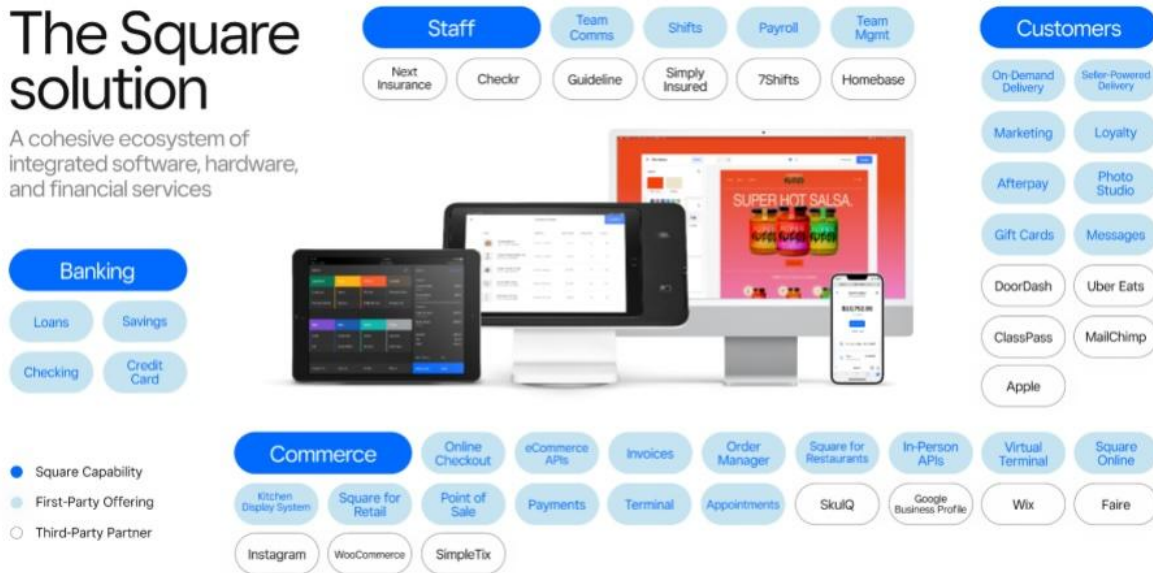 The Square
solution
A cohesive ecosystem of
integrated software, hardware,
and financial services
Staff
Team
Comms
Shifts
Payroll
Team
Mgmt
Next
Insurance
Checkr
Guideline
Simply
Insured
7Shifts
Homebase
Customers
On-Demand
Delivery
Seller-Powered
Delivery
Marketing
Loyalty
Afterpay
Photo
Studio
Gift Cards
Messages
DoorDash
Uber Eats
ClassPass
MailChimp
Apple
SUPER HOT SALSA.
Banking
Loans
Savings
Checking
Credit
Card
Square Capability
First-Party Offering
Third-Party Partner
Commerce
Online
Checkout
eCommerce
APIs
Invoices
Order
Manager
Square for
Restaurants
In-Person
APIs
Virtual
Terminal
Square
Online
Kitchen
Display System
Square for
Retail
Point of
Sale
Payments
Terminal
Appointments
SkuIQ
Google
Business Profile
Wix
Faire
Instagram
WooCommerce
SimpleTix